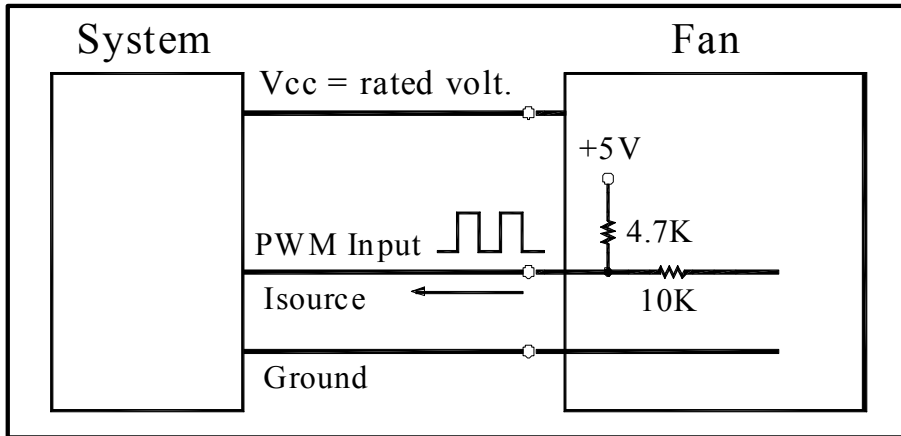 System
Fan
Vcc = rated volt.
+5V
4.7K
PWM Input
10K
Isource
Ground